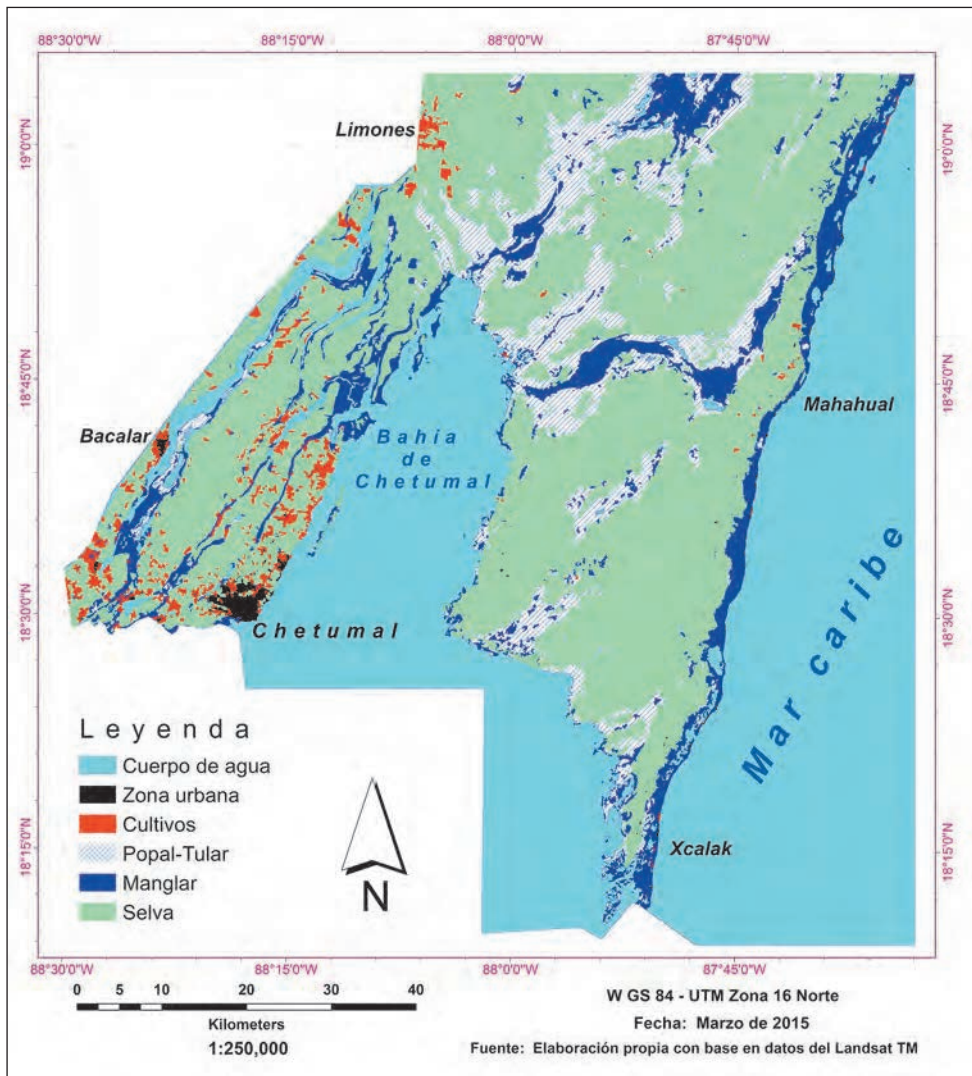 88°30'0"W 88°15'0"W 88°0'0"W 87°45'0"W
19°0'0"N
19°0'0"N
Limones
18°45'0"N
18°45'0"N
Mahahual
Bacalar
Bahía
de
Chetumal
Mar caribe
18°30'0"N
18°30'0"N
Chetumal
Leyenda
Cuerpo de agua
Zona urbana
Cultivos
Popal-Tular
Manglar
Selva
N
Xcalak
18°15'0"N
18°15'0"N
88°30'0"W 88°15'0"W 88°0'0"W 87°45'0"W
0 5 10 20 30 40
Kilometers
1:250,000
W GS 84 - UTM Zona 16 Norte
Fecha: Marzo de 2015
Fuente: Elaboración propia con base en datos del Landsat TM